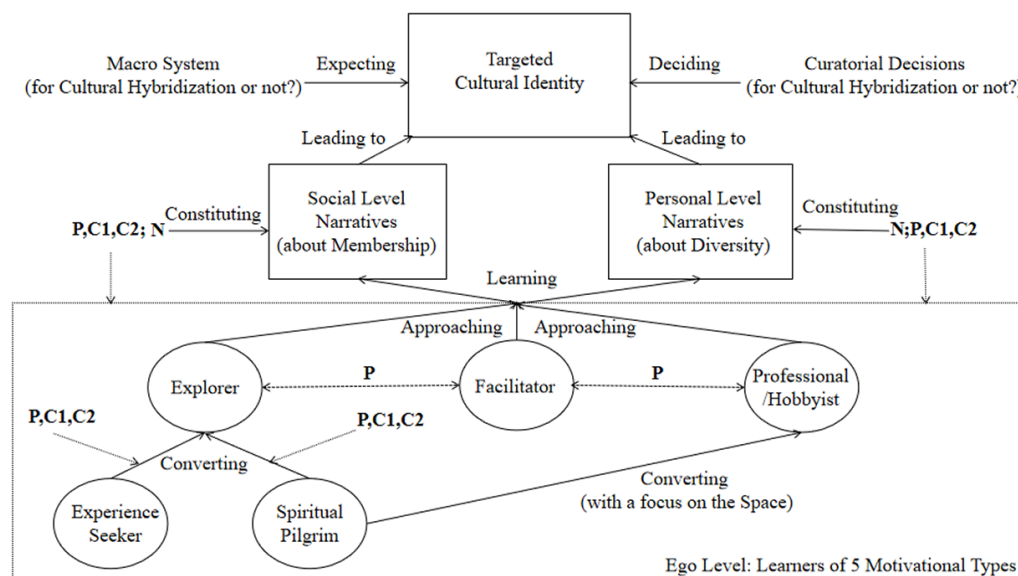 Targeted
Cultural Identity
Macro System
(for Cultural Hybridization or not?)
Expecting
Deciding
Curatorial Decisions
(for Cultural Hybridization or not?)
Leading to
Leading to
Social Level
Narratives
(about Membership)
Personal Level
Narratives
(about Diversity)
P,C1,C2; N
Constituting
Constituting
N;P,C1,C2
Learning
Approaching
Approaching
Explorer
P
Facilitator
P
Professional
/Hobbyist
P,C1,C2
P,C1,C2
Converting
Converting
(with a focus on the Space)
Experience
Seeker
Spiritual
Pilgrim
Ego Level: Learners of 5 Motivational Types